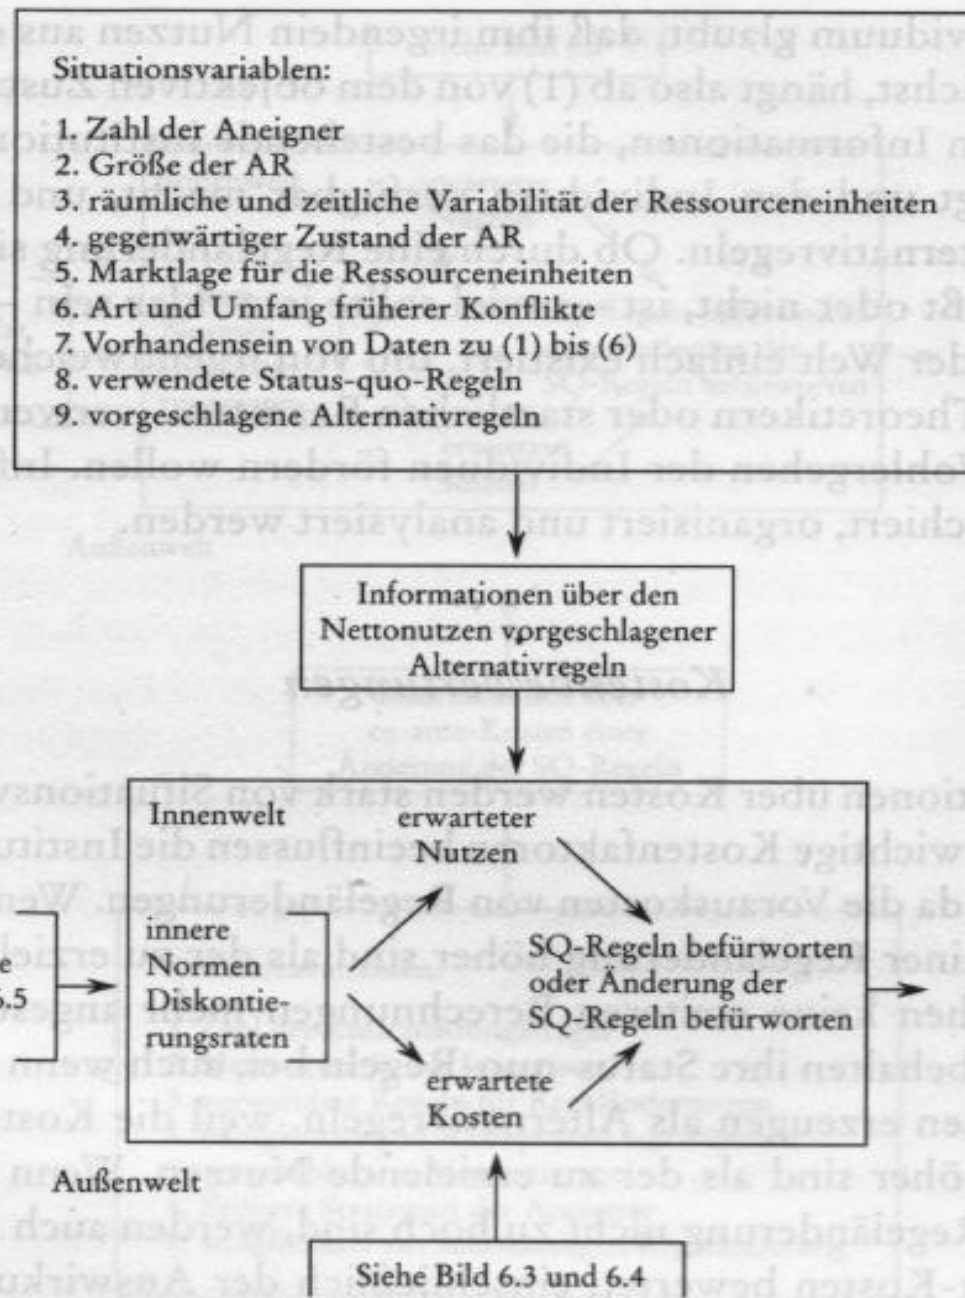 Situationsvariablen:
1. Zahl der Aneigner
2. Größe der AR
3. räumliche und zeitliche Variabilität der Ressourceneinheiten
4. gegenwärtiger Zustand der AR
5. Marktlage für die Ressourceneinheiten
6. Art und Umfang früherer Konflikte
7. Vorhandensein von Daten zu (1) bis (6)
8. verwendete Status-quo-Regeln
9. vorgeschlagene Alternativregeln
Informationen über den
Nettonutzen vorgeschlagener
Alternativregeln
Innenwelt
erwarteter
Nutzen
innere
Normen
Diskontie-
rungsraten
SQ-Regeln befürworten
oder Änderung der
SQ-Regeln befürworten
erwartete
Kosten
Außenwelt
Siehe Bild 6.3 und 6.4